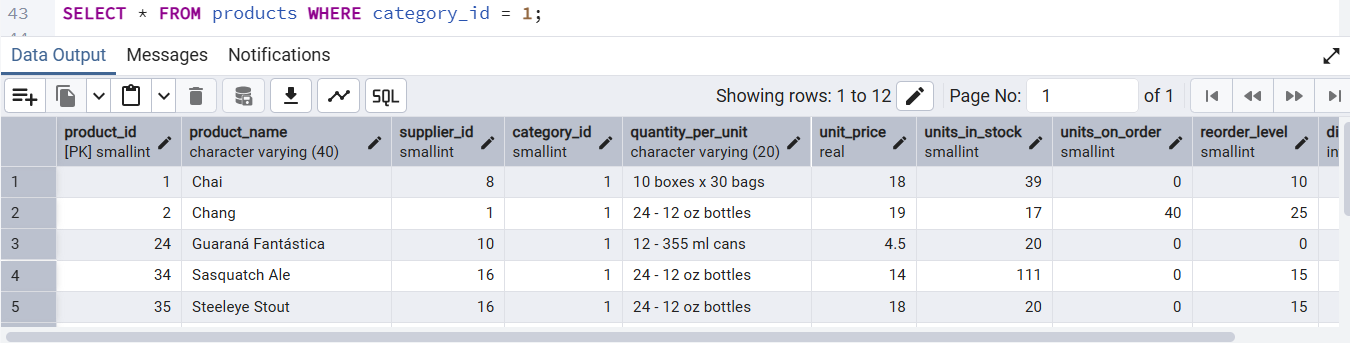 43 SELECT * FROM products WHERE category_id = 1;
Data Output Messages Notifications
SQL Showing rows: 1 to 12 Page No: 1 of 1
product_id product_name supplier_id category_id quantity_per_unit unit_price units_in_stock units_on_order reorder_level di
[PK] smallint character varying (40) smallint smallint character varying (20) real smallint smallint smallint in
1 1 Chai 8 1 10 boxes x 30 bags 18 39 0 10
2 2 Chang 1 1 24 - 12 oz bottles 19 17 40 25
3 24 Guaraná Fantástica 10 1 12 - 355 ml cans 4.5 20 0 0
4 34 Sasquatch Ale 16 1 24 - 12 oz bottles 14 111 0 15
5 35 Steeleye Stout 16 1 24 - 12 oz bottles 18 20 0 15